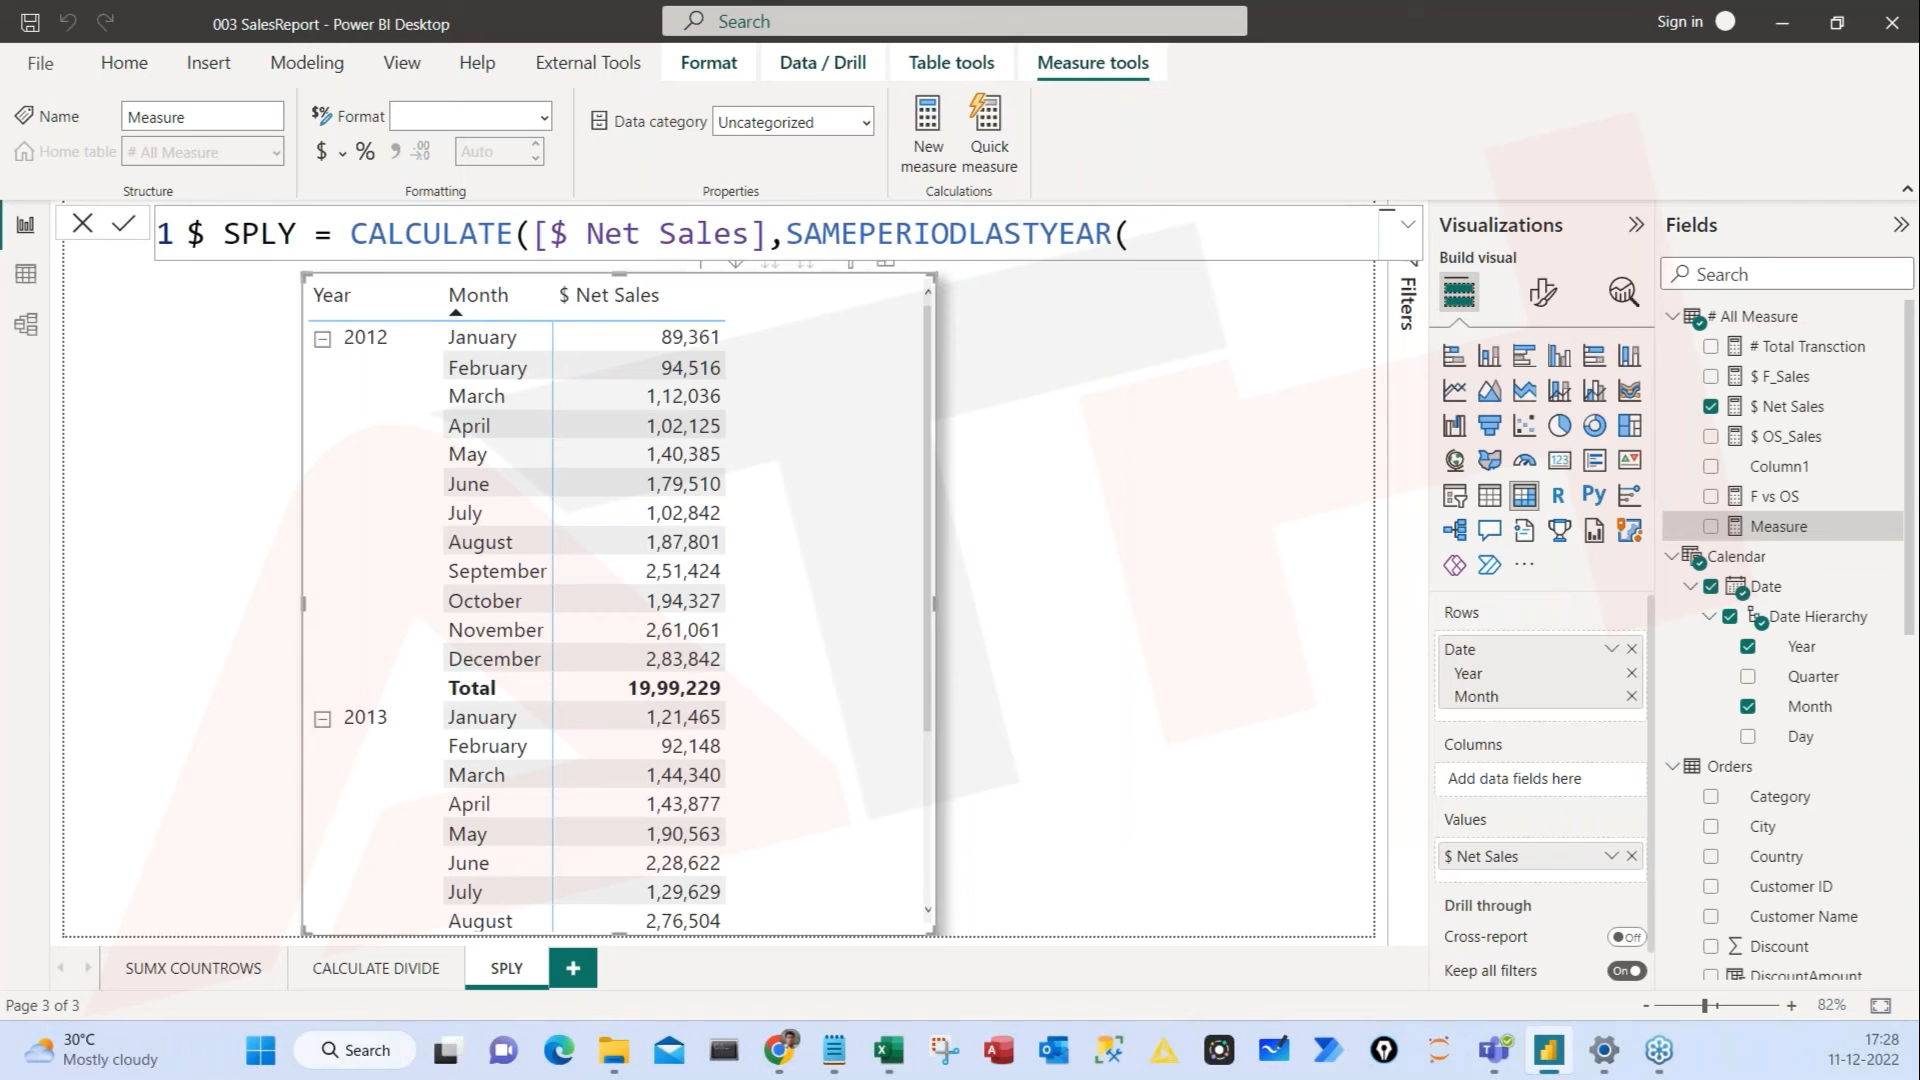 003 SalesReport - Power BI Desktop
Search
Sign in
File
Home
Insert
Modeling
View
Help
External Tools
Format
Data / Drill
Table tools
Measure tools
Name
Measure
Home table
# All Measure
Structure
Format
$
%
Auto
Formatting
Data category
Uncategorized
Properties
New measure
Quick measure
Calculations
1 $ SPLY = CALCULATE([$ Net Sales],SAMEPERIODLASTYEAR(
Year Month $ Net Sales
2012 January 89,361
February 94,516
March 1,12,036
April 1,02,125
May 1,40,385
June 1,79,510
July 1,02,842
August 1,87,801
September 2,51,424
October 1,94,327
November 2,61,061
December 2,83,842
Total 19,99,229
2013 January 1,21,465
February 92,148
March 1,44,340
April 1,43,877
May 1,90,563
June 2,28,622
July 1,29,629
August 2,76,504
Filters
Visualizations
Build visual
123
R
Py
Rows
Date
Year
Month
Columns
Add data fields here
Values
$ Net Sales
Drill through
Cross-report
Off
Keep all filters
On
Fields
Search
# All Measure
# Total Transction
$ F_Sales
$ Net Sales
$ OS_Sales
Column1
F vs OS
Measure
Calendar
Date
Date Hierarchy
Year
Quarter
Month
Day
Orders
Category
City
Country
Customer ID
Customer Name
Discount
DiscountAmount
SUMX COUNTROWS
CALCULATE DIVIDE
SPLY
+
Page 3 of 3
- + 82%
30°C
Mostly cloudy
Search
17:28
11-12-2022